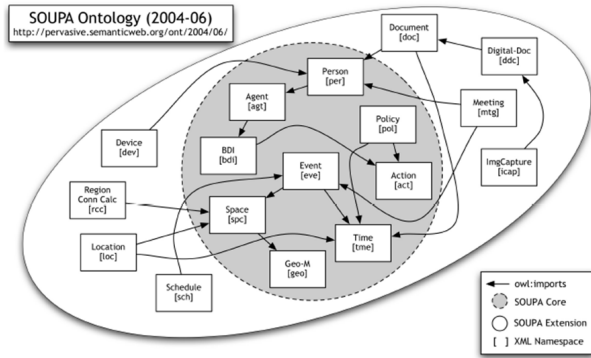 SOUPA Ontology (2004-06)
http://pervasive.semanticweb.org/ont/2004/06/
Document
[doc]
Digital-Doc
[ddc]
Person
[per]
Agent
[agt]
Meeting
[mtg]
Policy
[pol]
Device
[dev]
BDI
[bdi]
Event
[eve]
Action
[act]
ImgCapture
[icap]
Region
Conn Calc
[rcc]
Space
[spc]
Location
[loc]
Time
[tme]
Geo-M
[geo]
Schedule
[sch]
owl:imports
SOUPA Core
SOUPA Extension
[ ] XML Namespace